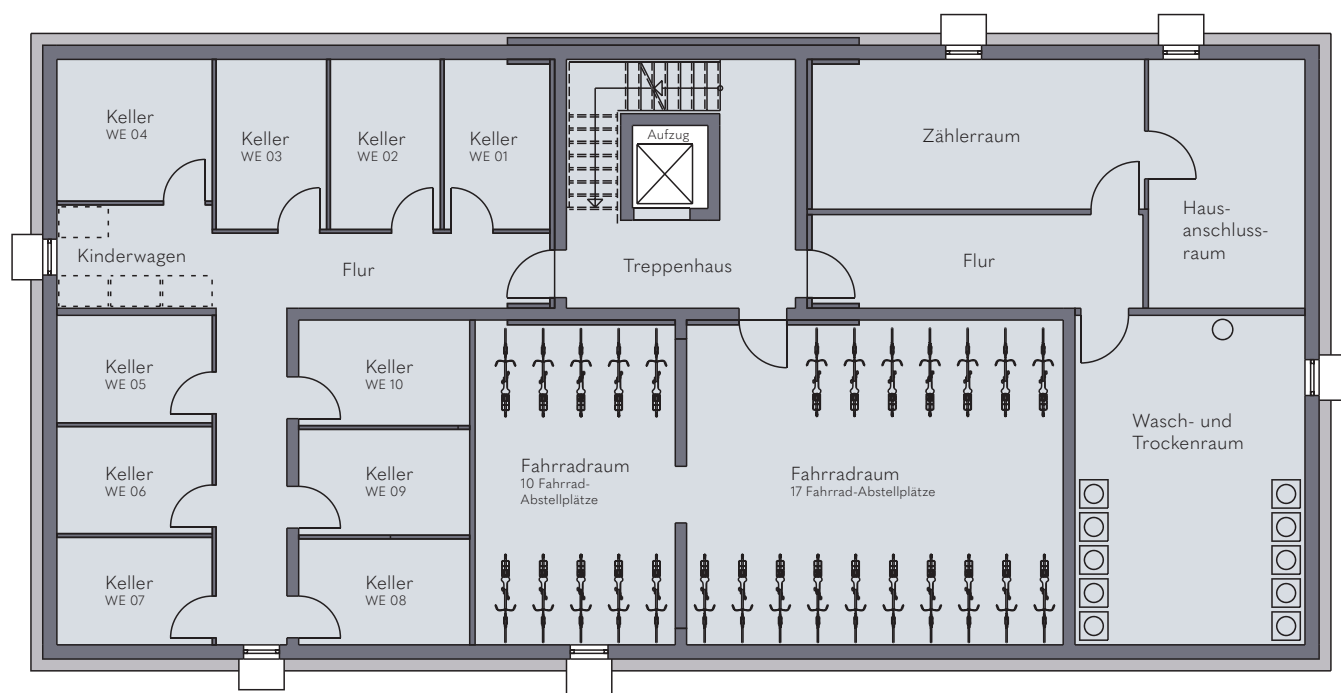 Keller
WE 04
Keller
WE 03
Keller
WE 02
Keller
WE 01
Aufzug
Zählerraum
Haus-
anschluss-
raum
Kinderwagen
Flur
Treppenhaus
Flur
Keller
WE 05
Keller
WE 10
Keller
WE 06
Keller
WE 09
Keller
WE 07
Keller
WE 08
Fahrradraum
10 Fahrrad-
Abstellplätze
Fahrradraum
17 Fahrrad-Abstellplätze
Wasch- und
Trockenraum